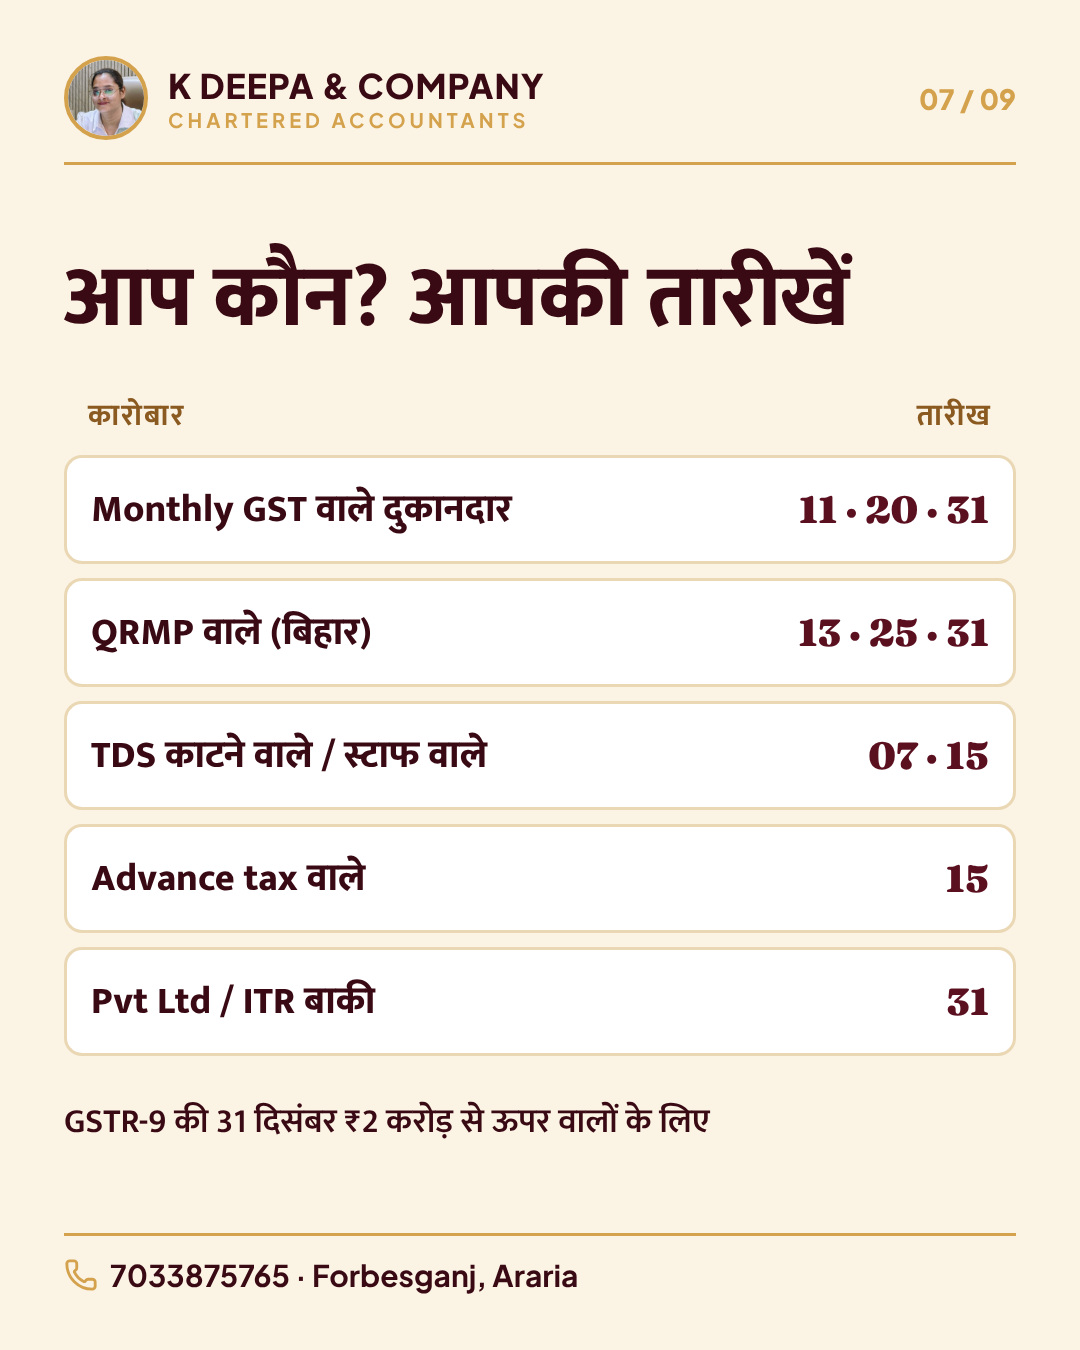 K DEEPA & COMPANY
CHARTERED ACCOUNTANTS
07 / 09
आप कौन? आपकी तारीखें
कारोबार तारीख
Monthly GST वाले दुकानदार 11 · 20 · 31
QRMP वाले (बिहार) 13 · 25 · 31
TDS काटने वाले / स्टाफ वाले 07 · 15
Advance tax वाले 15
Pvt Ltd / ITR बाकी 31
GSTR-9 की 31 दिसंबर ₹2 करोड़ से ऊपर वालों के लिए
7033875765 · Forbesganj, Araria